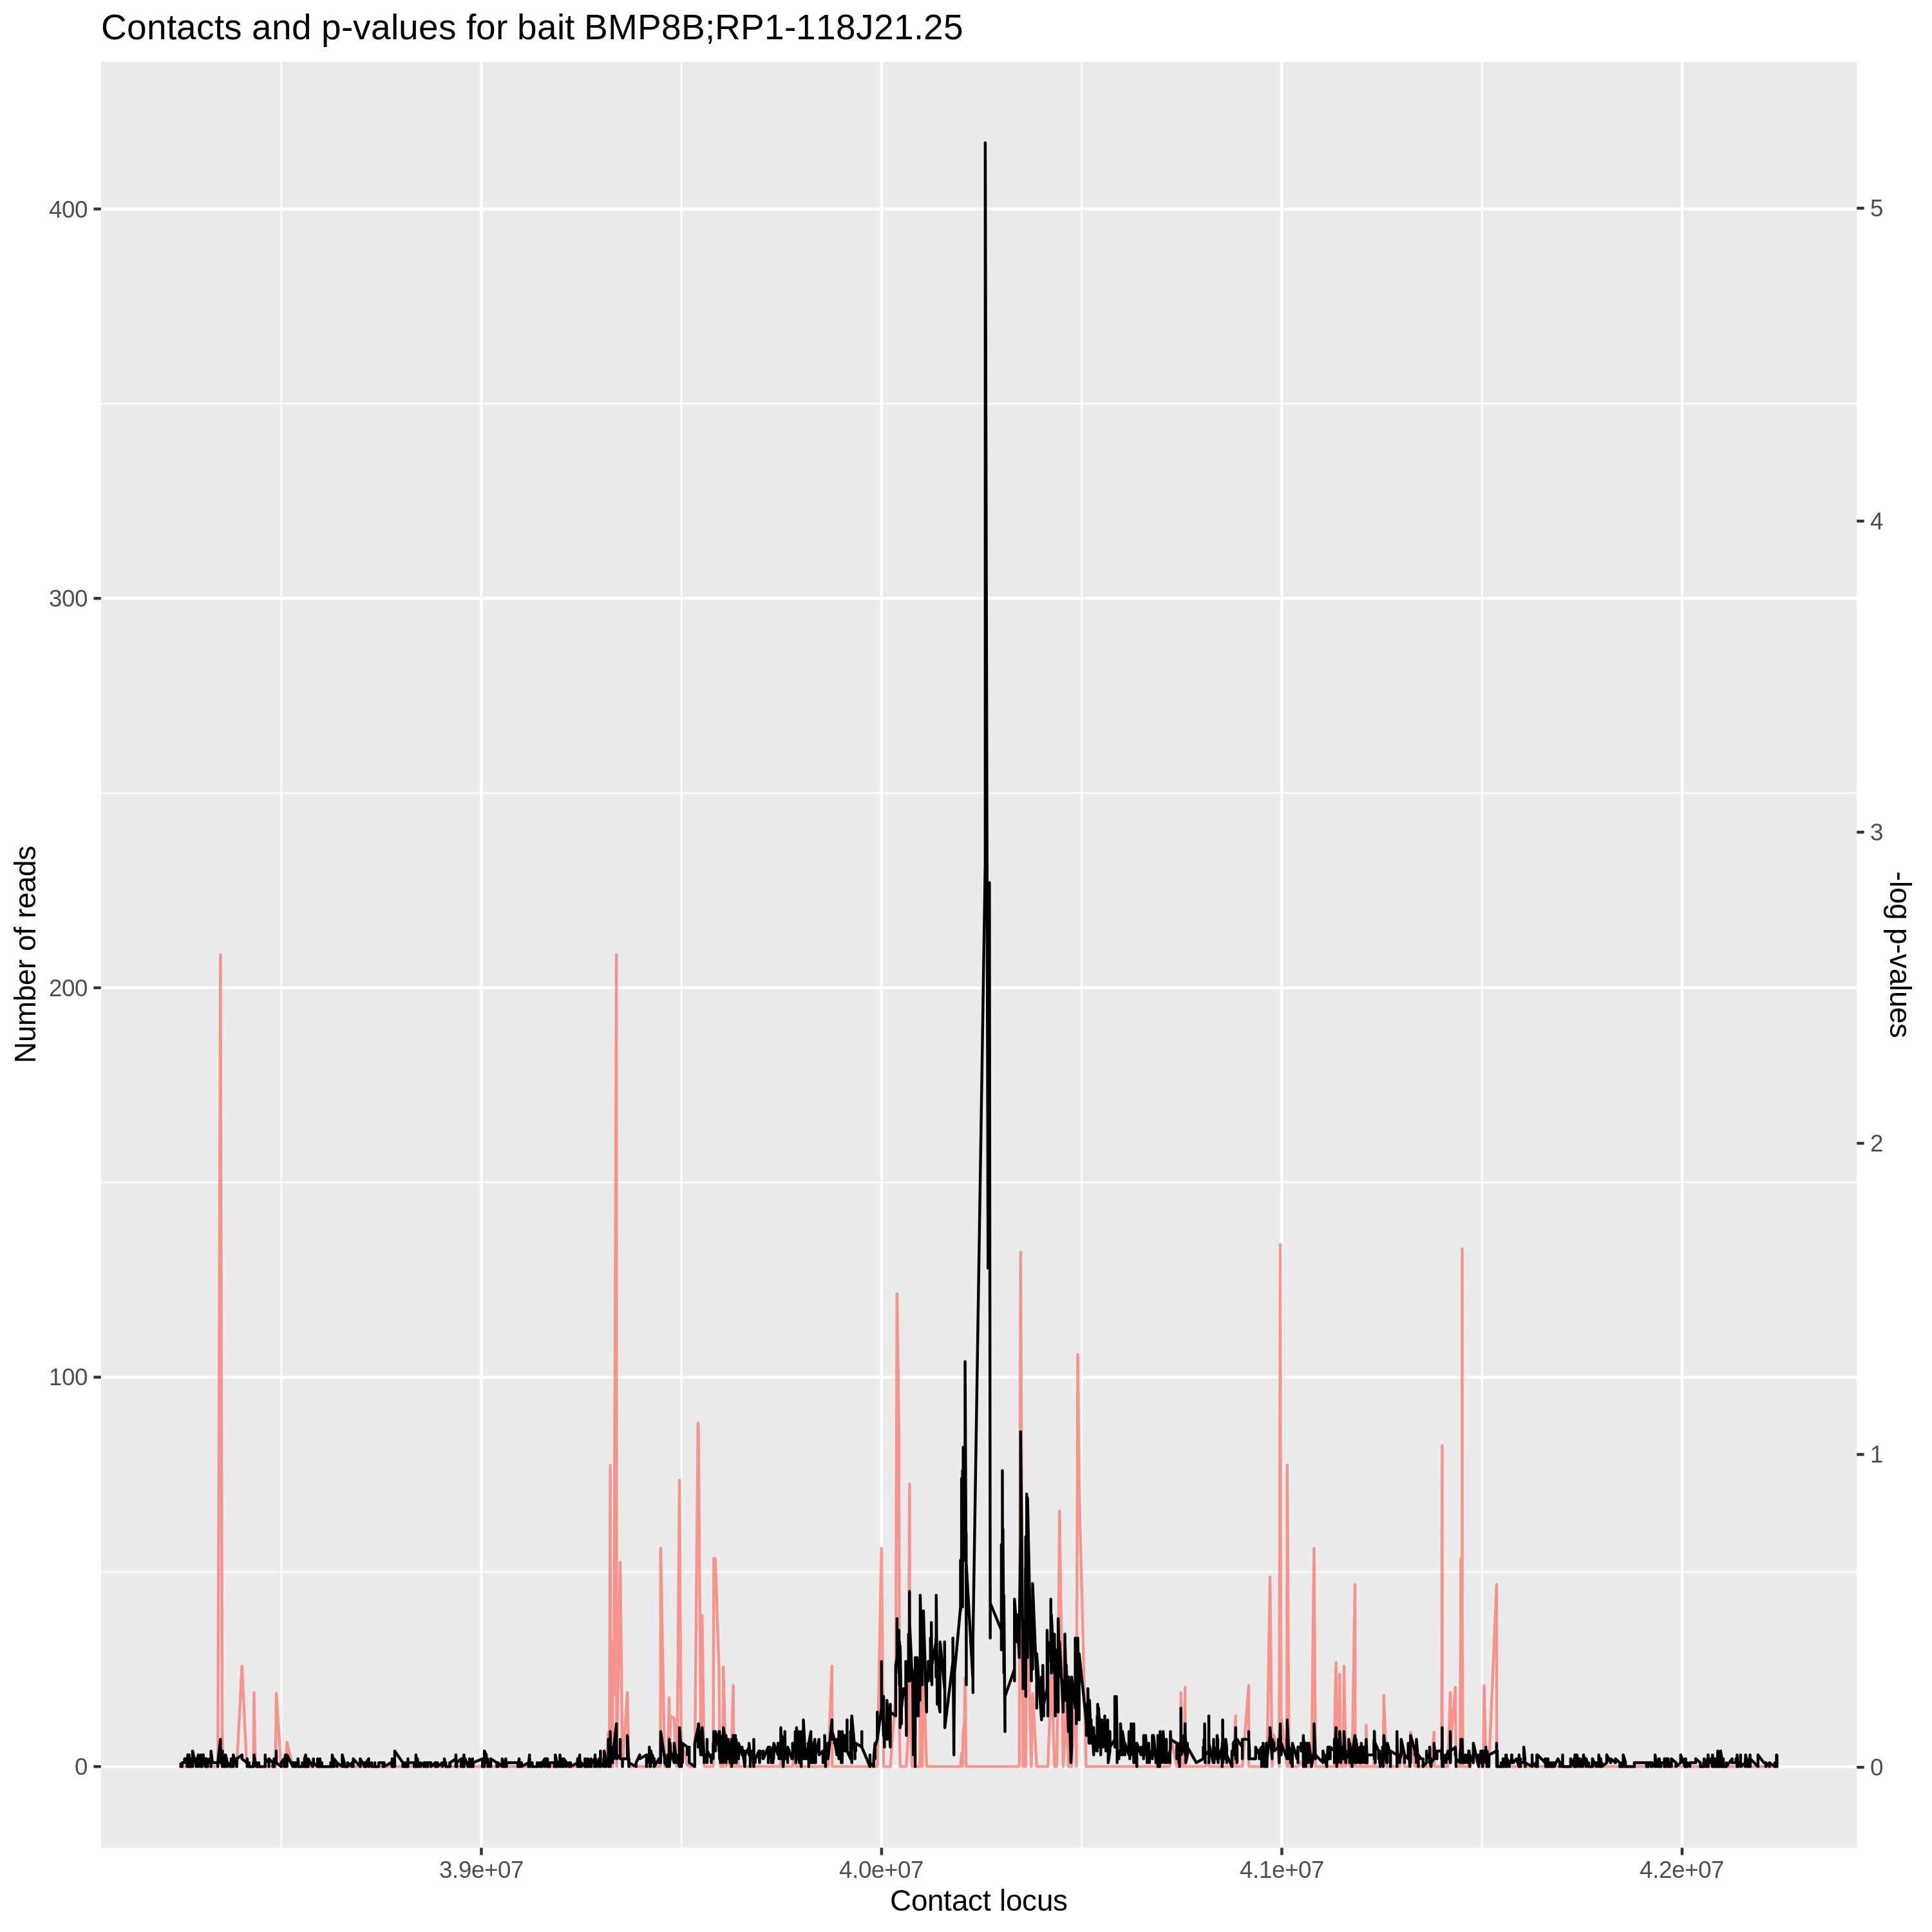 Contacts and p-values for bait BMP8B;RP1-118J21.25
400
300
200
100
0
Number of reads
5
4
3
2
1
0
-log p-values
3.9e+07
4.0e+07
4.1e+07
4.2e+07
Contact locus